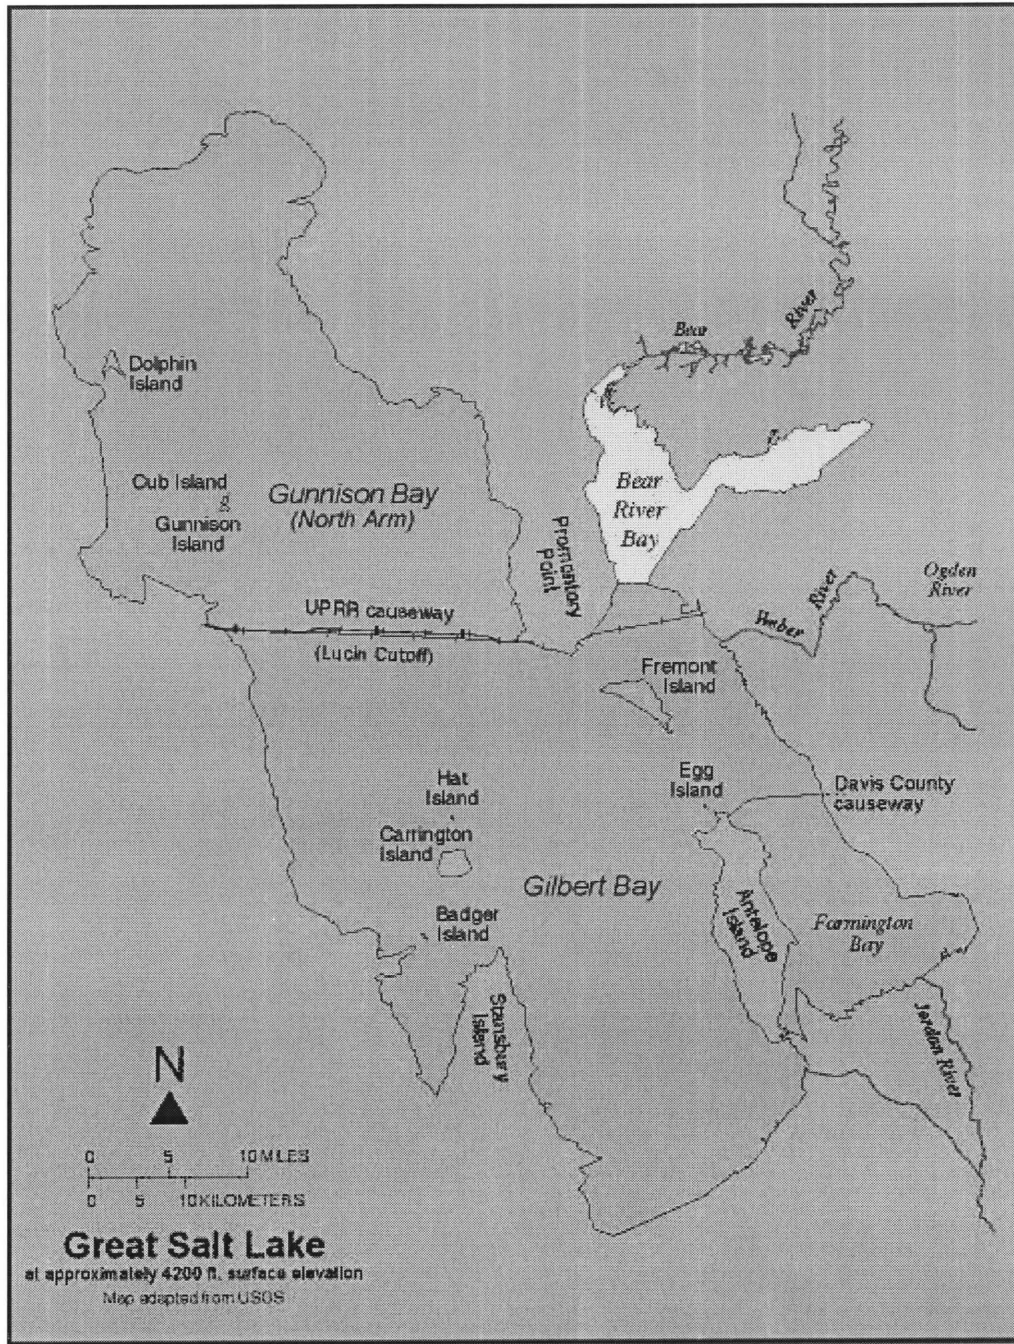 Bear
River
Dolphin
Island
Cub Island
Gunnison
Island
Gunnison Bay
(North Arm)
Bear
River
Bay
Promontory
Point
Ogden
River
UPRR causeway
(Lucin Cutoff)
Weber
River
Fremont
Island
Hat
Island
Egg
Island
Davis County
causeway
Carrington
Island
Gilbert Bay
Antelope
Island
Farmington
Bay
Badger
Island
Stansbury
Island
Jordan River
N
0 5 10 MILES
0 5 10 KILOMETERS
Great Salt Lake
at approximately 4200 ft. surface elevation
Map adapted from USGS